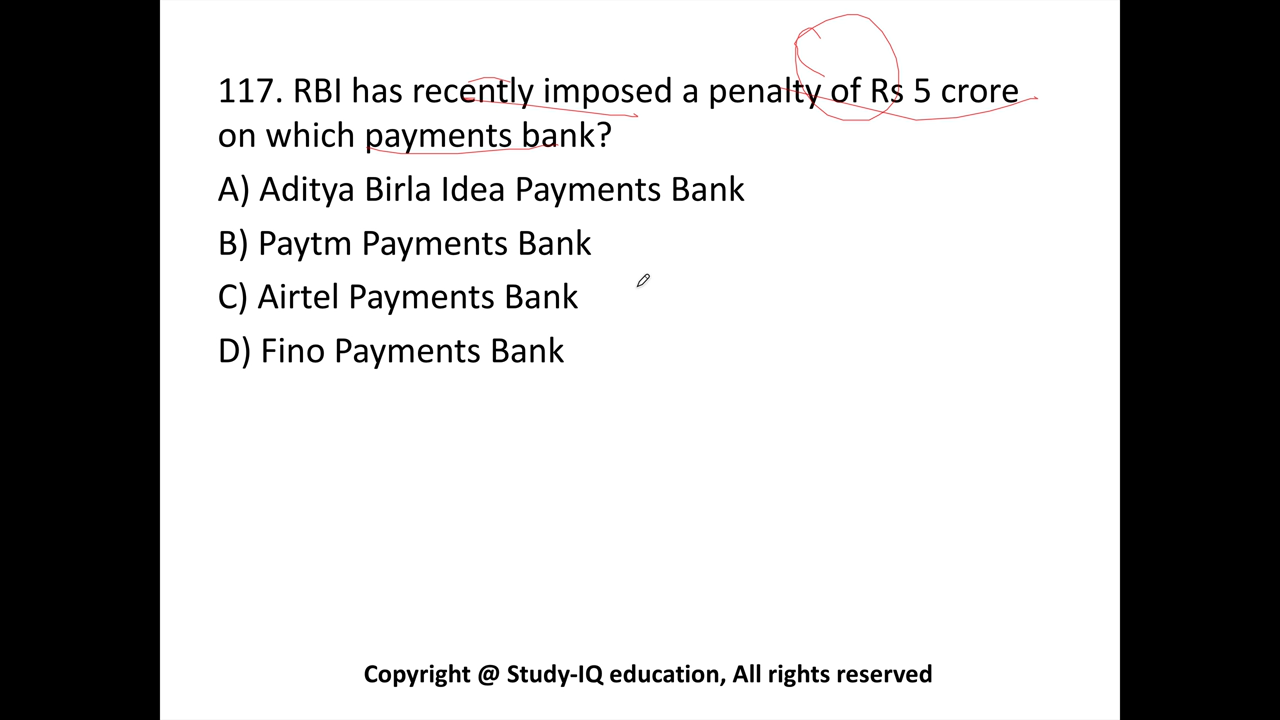 117. RBI has recently imposed a penalty of Rs 5 crore
on which payments bank?
A) Aditya Birla Idea Payments Bank
B) Paytm Payments Bank
C) Airtel Payments Bank
D) Fino Payments Bank
Copyright @ Study-IQ education, All rights reserved